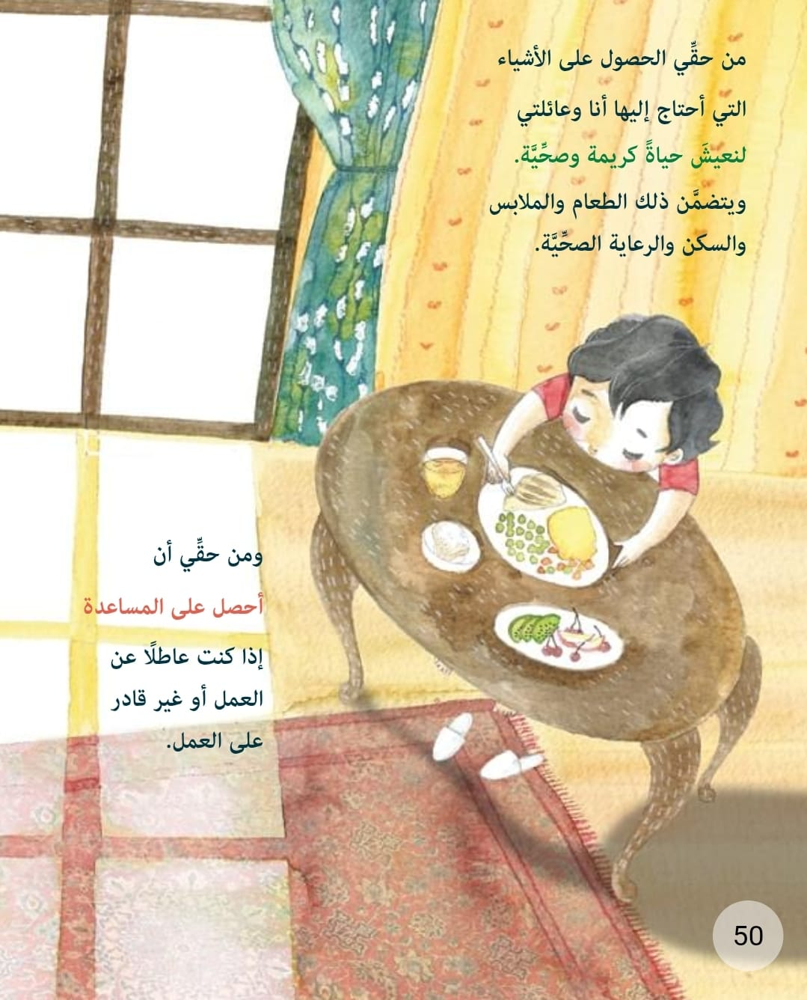 من حقِّي الحصول على الأشياء
التي أحتاج إليها أنا وعائلتي
لنعيشَ حياةً كريمة وصحِّيَّة.
ويتضمَّن ذلك الطعام والملابس
والسكن والرعاية الصحِّيَّة.
ومن حقِّي أن
أحصل على المساعدة
إذا كنت عاطلًا عن
العمل أو غير قادر
على العمل.
50